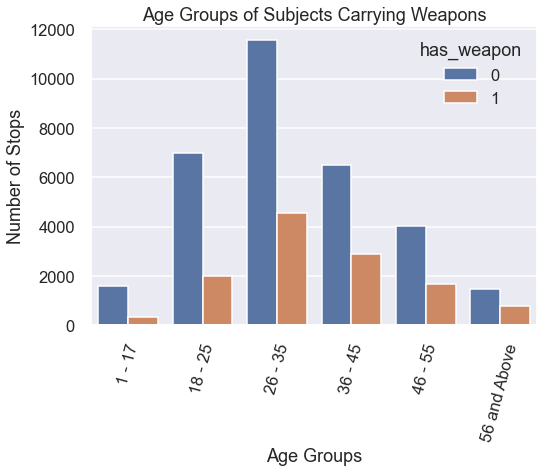 Age Groups of Subjects Carrying Weapons
has_weapon
0
1
12000
10000
8000
6000
4000
2000
0
Number of Stops
1 - 17
18 - 25
26 - 35
36 - 45
46 - 55
56 and Above
Age Groups